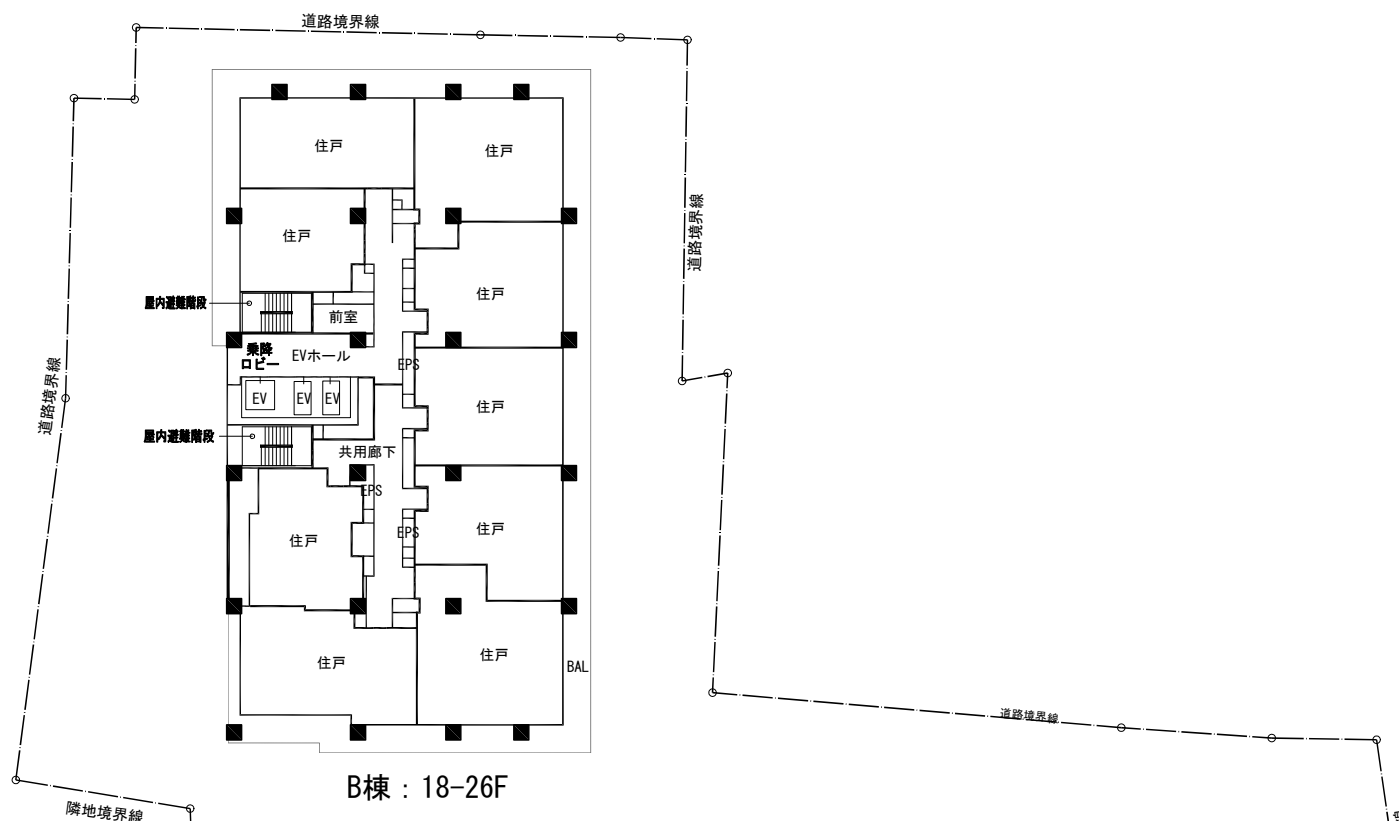 道路境界線
住戸
住戸
住戸
道路境界線
住戸
屋内避難階段
前室
乗降
ロビー
EVホール
EPS
道路境界線
EV
EV
EV
住戸
屋内避難階段
共用廊下
EPS
EPS
住戸
住戸
住戸
住戸
BAL
道路境界線
B棟：18-26F
隣地境界線